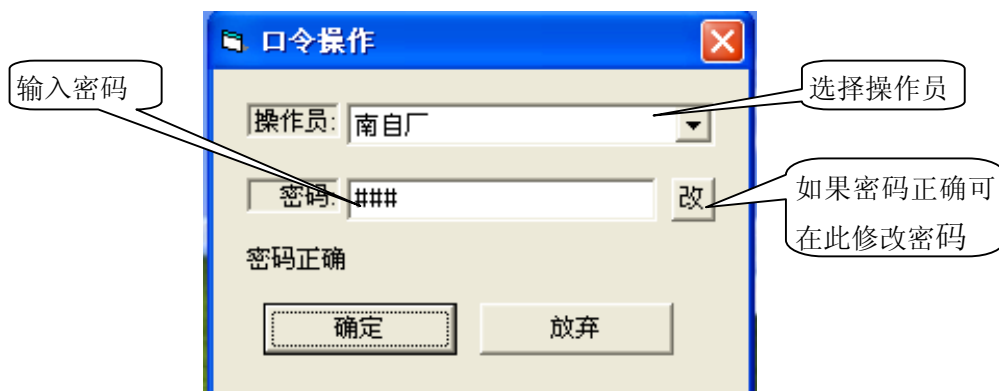 口令操作
输入密码
选择操作员
操作员:
南自厂
密码:
###
改
如果密码正确可
在此修改密码
密码正确
确定
放弃